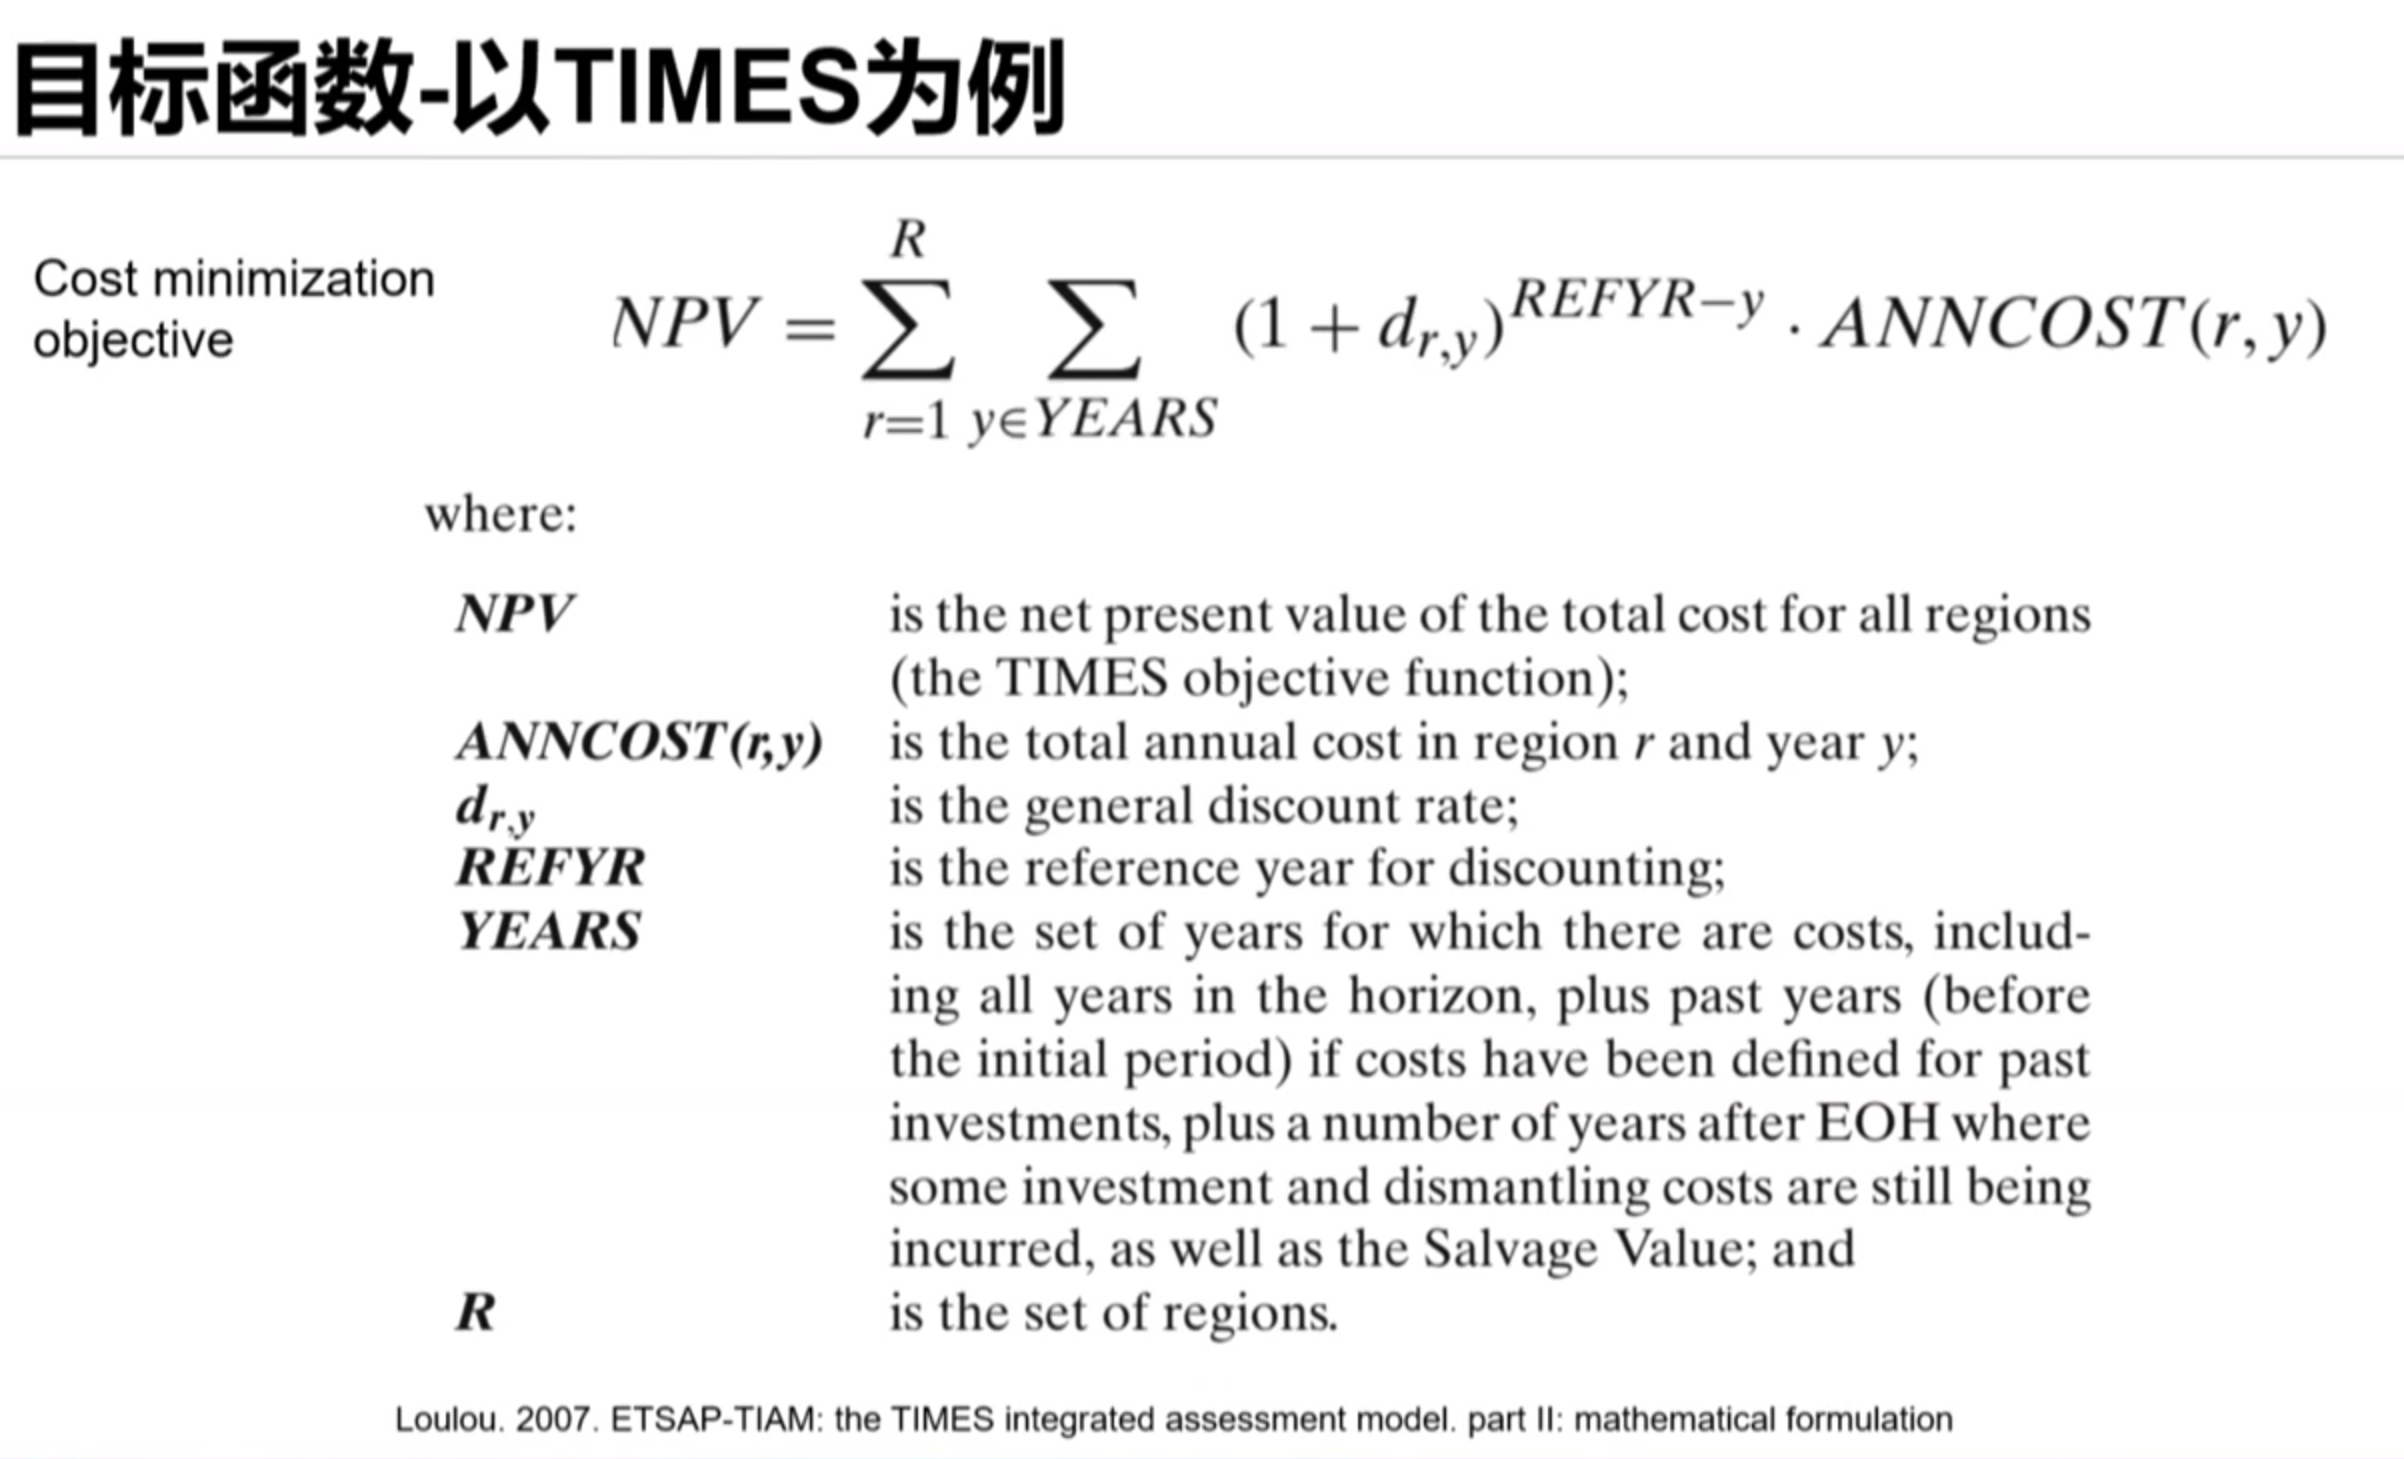 目标函数-以TIMES为例
Cost minimization
objective
NPV = \sum_{r=1}^{R} \sum_{y∈YEARS} (1 + d_{r,y})^{REFYR−y} · ANNCOST(r, y)
where:
NPV is the net present value of the total cost for all regions
(the TIMES objective function);
ANNCOST(r,y) is the total annual cost in region r and year y;
d_{r,y} is the general discount rate;
REFYR is the reference year for discounting;
YEARS is the set of years for which there are costs, includ-
ing all years in the horizon, plus past years (before
the initial period) if costs have been defined for past
investments, plus a number of years after EOH where
some investment and dismantling costs are still being
incurred, as well as the Salvage Value; and
R is the set of regions.
Loulou. 2007. ETSAP-TIAM: the TIMES integrated assessment model. part II: mathematical formulation